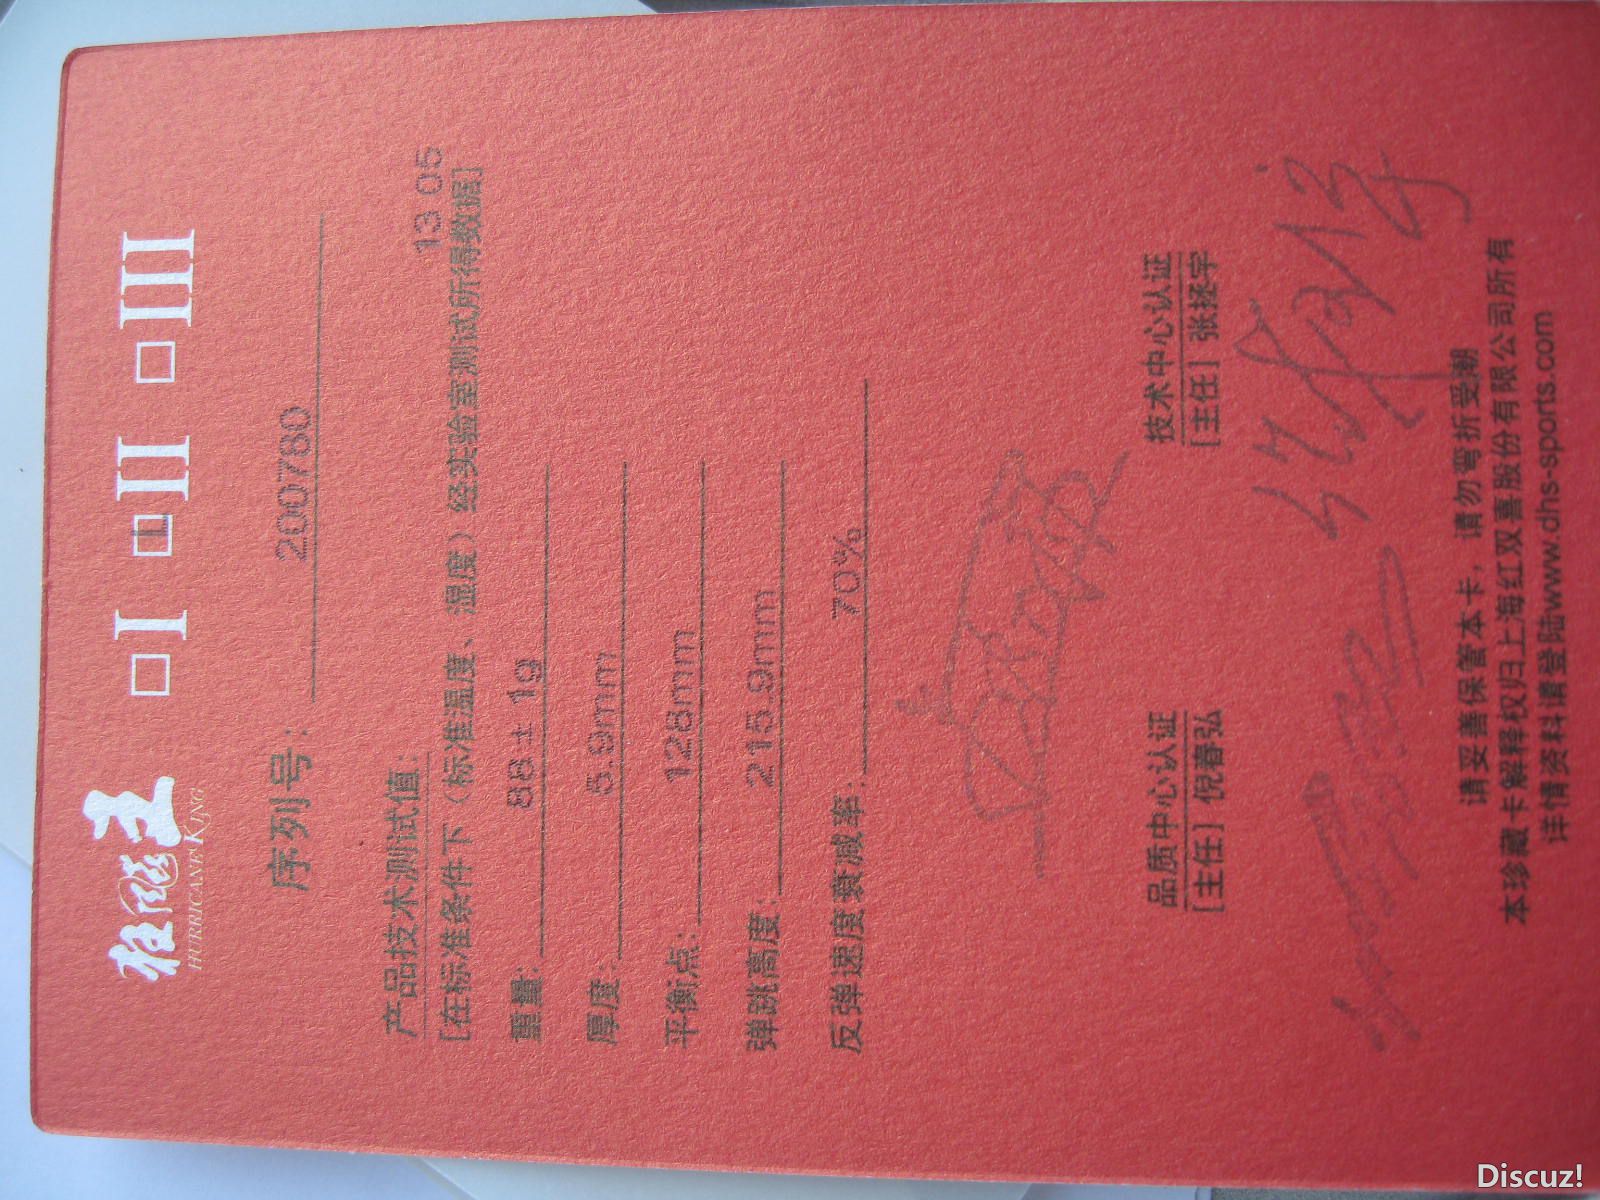 狂飚王 □I □II □III
HURRICANE KING
序列号： 200780
产品技术测试值： 13 05
[在标准条件下（标准温度、湿度）经实验室测试所得数据]
重量： 88±1g
厚度： 5.9mm
平衡点： 128mm
弹跳高度： 215.9mm
反弹速度衰减率： 70%
品质中心认证 技术中心认证
[主任] 倪春弘 [主任] 张拯宇
请妥善保管本卡，请勿弯折受潮
本珍藏卡解释权归上海红双喜股份有限公司所有
详情资料请登陆www.dhs-sports.com
Discuz!